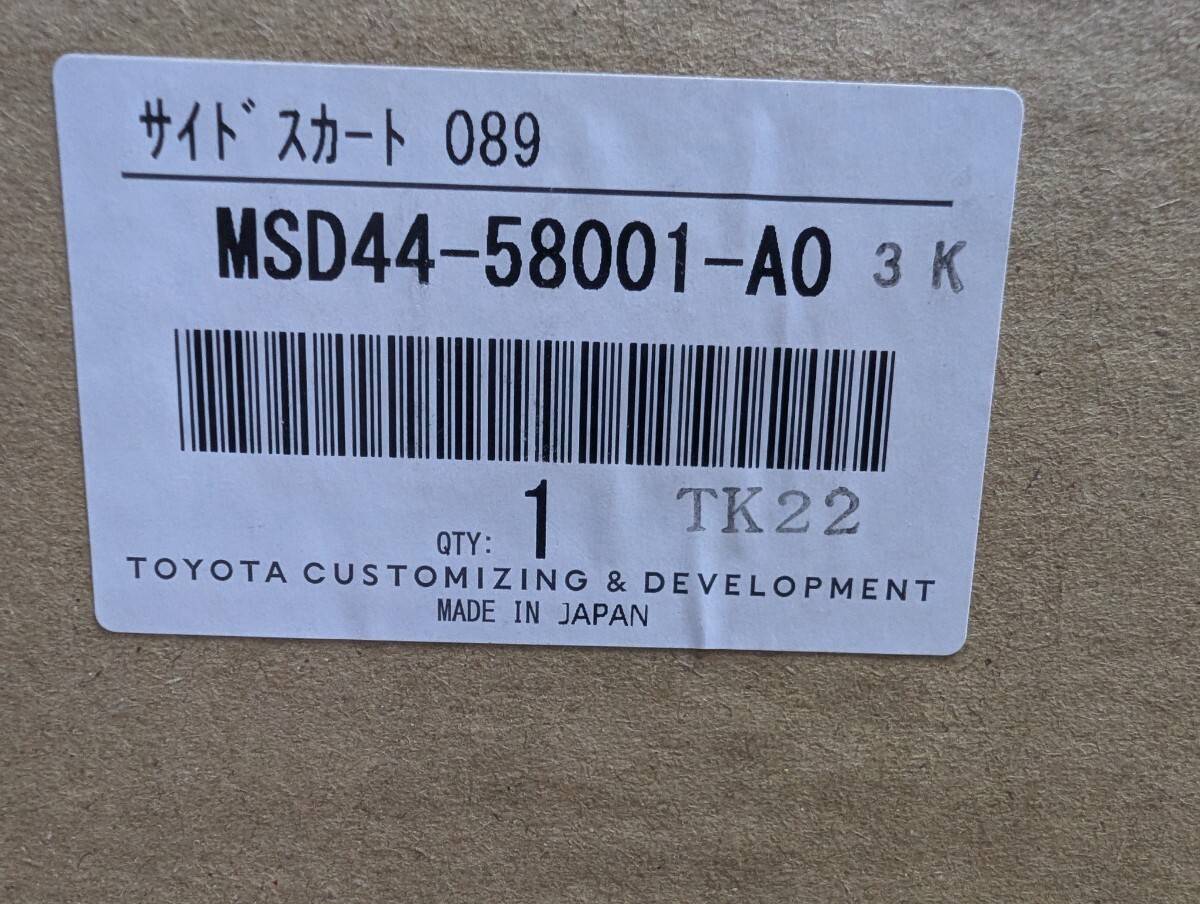 サイドスカート 089
MSD44-58001-A0 3 K
QTY: 1 TK22
TOYOTA CUSTOMIZING & DEVELOPMENT
MADE IN JAPAN